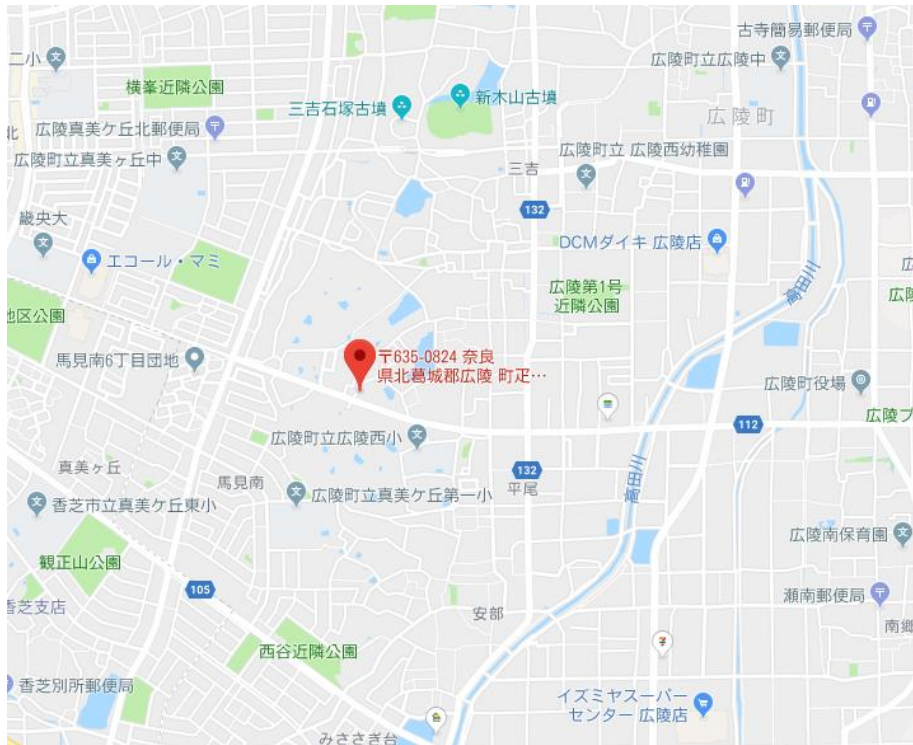 古寺簡易郵便局
二小
広陵町立広陵中
横峯近隣公園
三吉石塚古墳
新木山古墳
広陵町
北
広陵真美ケ丘北郵便局
広陵町立真美ヶ丘中
広陵町立 広陵西幼稚園
三吉
132
畿央大
DCMダイキ 広陵店
エコール・マミ
広陵第1号
近隣公園
高田川
広陵
地区公園
馬見南6丁目団地
〒635-0824 奈良
県北葛城郡広陵 町疋…
広陵町役場
広陵プ
広陵町立広陵西小
112
132
高田川
真美ヶ丘
馬見南
平尾
広陵町立真美ケ丘第一小
香芝市立真美ケ丘東小
広陵南保育園
観正山公園
105
香芝支店
瀬南郵便局
安部
南郷
西谷近隣公園
香芝別所郵便局
イズミヤスーパー
センター 広陵店
みささぎ台